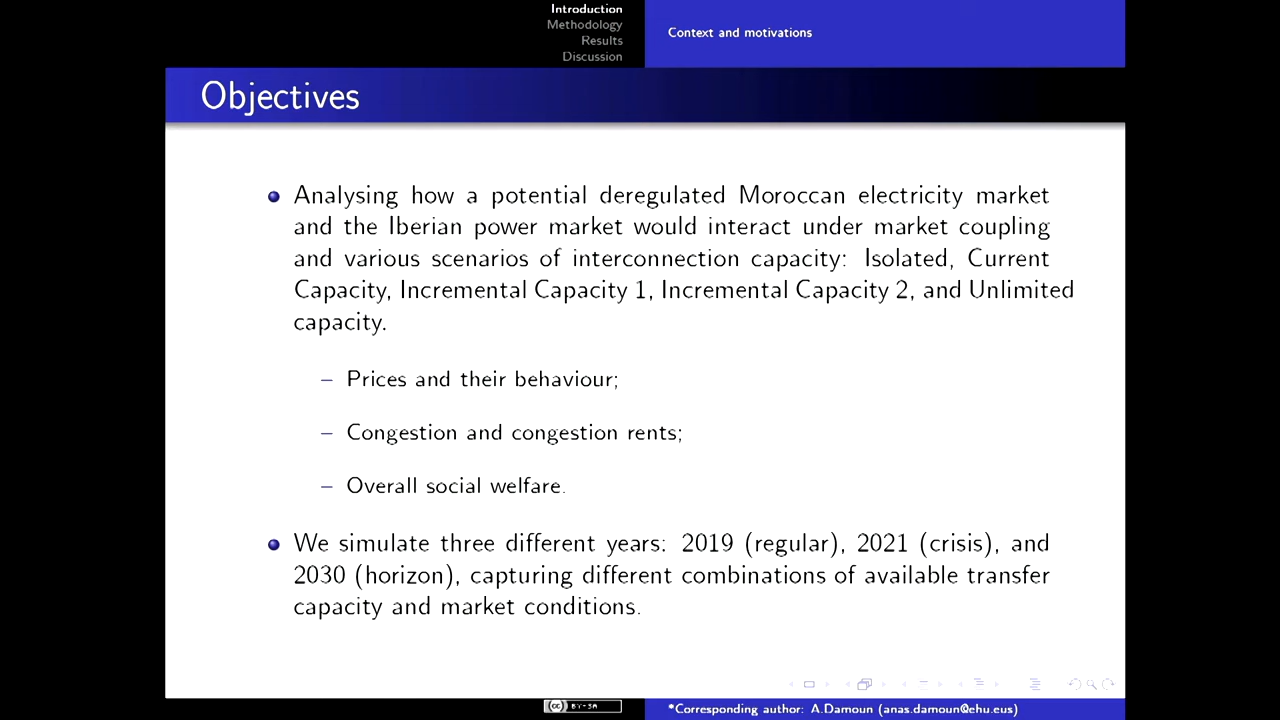 Introduction
Methodology
Results
Discussion
Context and motivations
Objectives
Analysing how a potential deregulated Moroccan electricity market
and the Iberian power market would interact under market coupling
and various scenarios of interconnection capacity: Isolated, Current
Capacity, Incremental Capacity 1, Incremental Capacity 2, and Unlimited
capacity.
– Prices and their behaviour;
– Congestion and congestion rents;
– Overall social welfare.
We simulate three different years: 2019 (regular), 2021 (crisis), and
2030 (horizon), capturing different combinations of available transfer
capacity and market conditions.
(cc) BY-SA
*Corresponding author: A.Damoun (anas.damoun@ehu.eus)